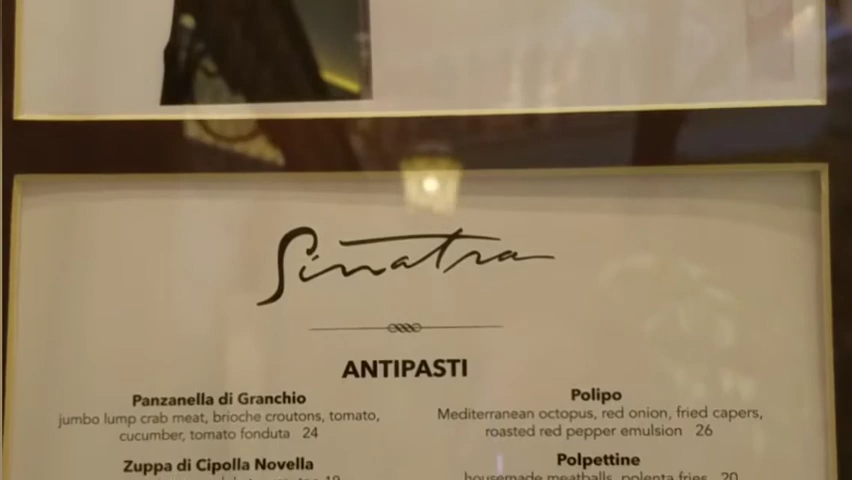 Sinatra
ANTIPASTI
Panzanella di Granchio
jumbo lump crab meat, brioche croutons, tomato,
cucumber, tomato fonduta 24
Zuppa di Cipolla Novella
Polipo
Mediterranean octopus, red onion, fried capers,
roasted red pepper emulsion 26
Polpettine
housemade meatballs, polenta fries 20